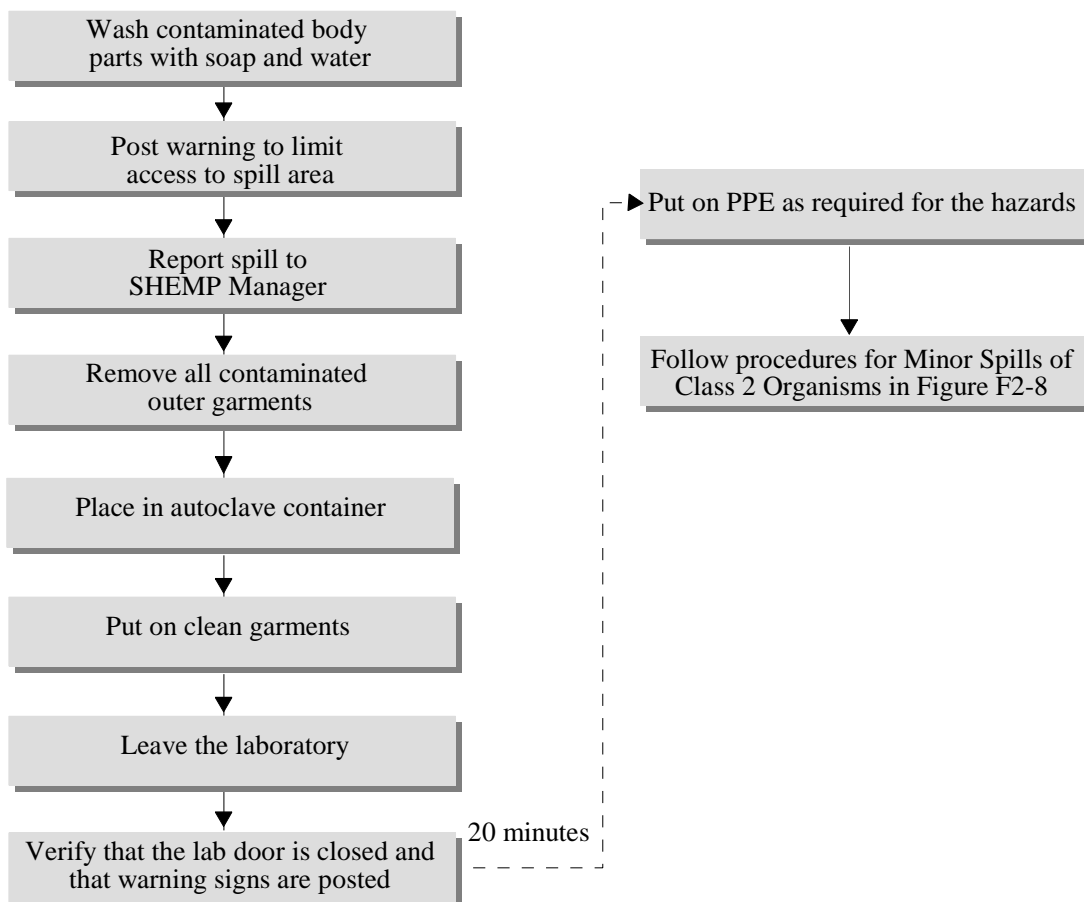 Wash contaminated body
parts with soap and water
Post warning to limit
access to spill area
Report spill to
SHEMP Manager
Remove all contaminated
outer garments
Place in autoclave container
Put on clean garments
Leave the laboratory
Verify that the lab door is closed and
that warning signs are posted
20 minutes
Put on PPE as required for the hazards
Follow procedures for Minor Spills of
Class 2 Organisms in Figure F2-8